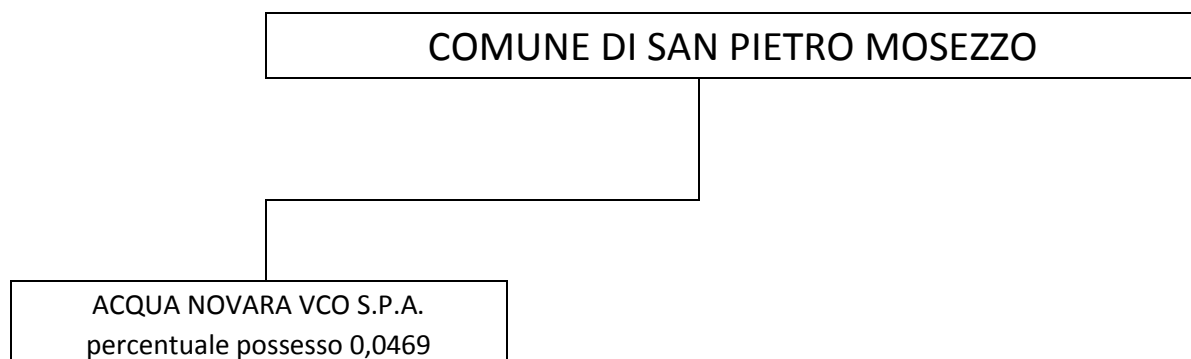 COMUNE DI SAN PIETRO MOSEZZO
ACQUA NOVARA VCO S.P.A.
percentuale possesso 0,0469